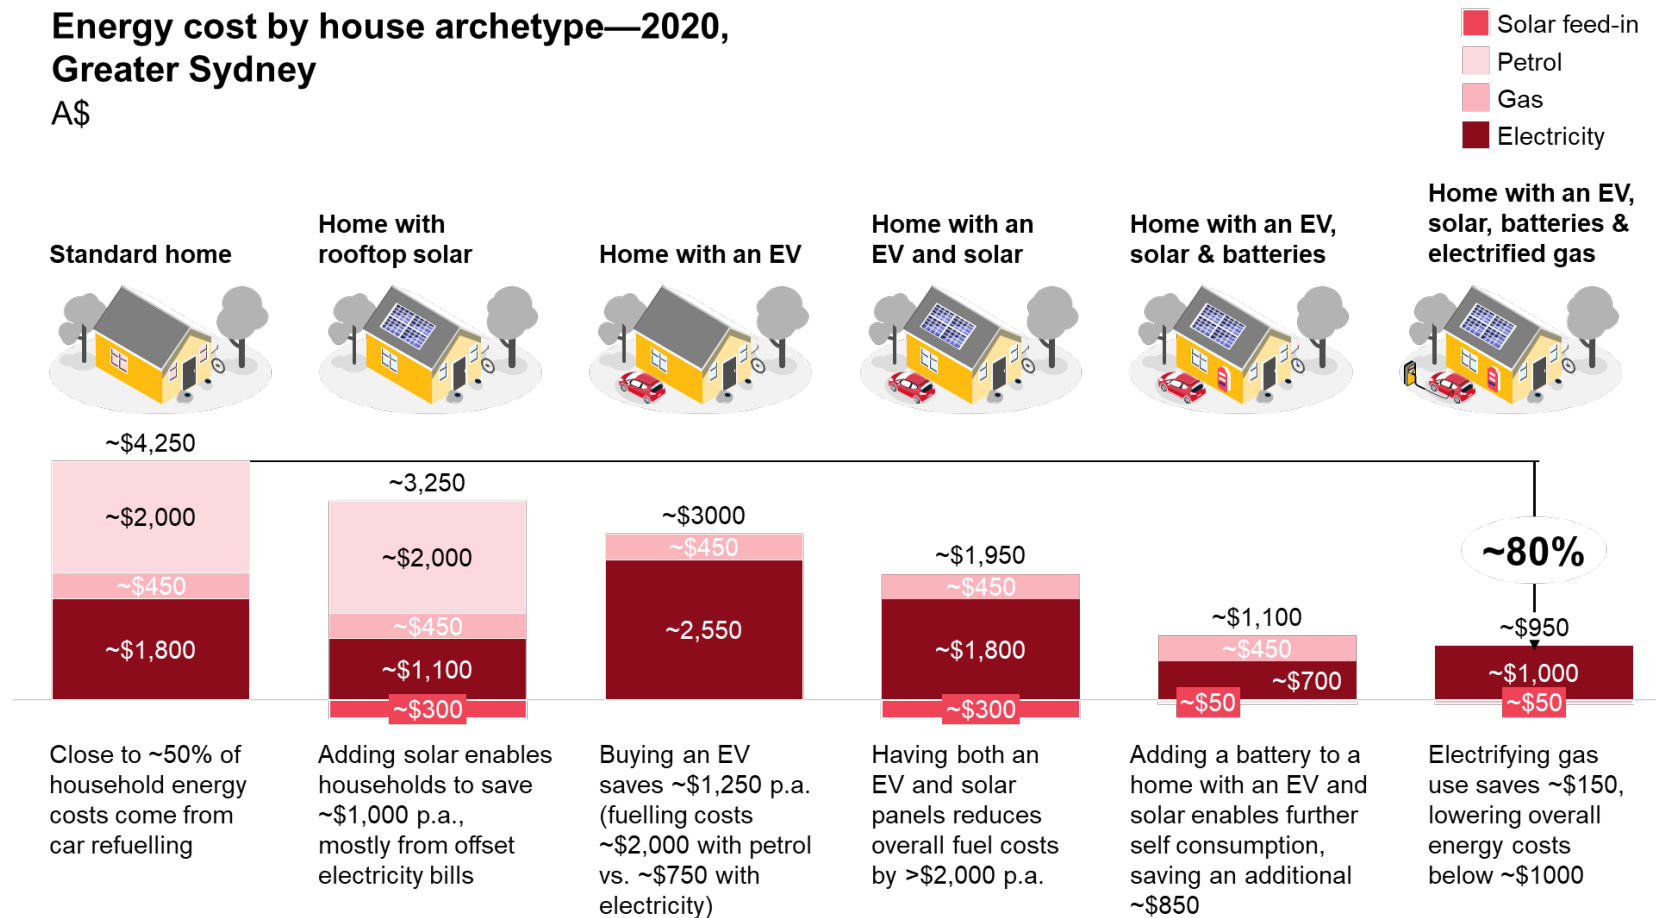 Energy cost by house archetype—2020,
Greater Sydney
A$
Solar feed-in
Petrol
Gas
Electricity
Standard home
Home with
rooftop solar
Home with an EV
Home with an
EV and solar
Home with an EV,
solar & batteries
Home with an EV,
solar, batteries &
electrified gas
~$4,250
~$2,000
~$450
~$1,800
~3,250
~$2,000
~$450
~$1,100
~$300
~$3000
~$450
~2,550
~$1,950
~$450
~$1,800
~$300
~$1,100
~$450
~$700
~$50
~80%
~$950
~$1,000
~$50
Close to ~50% of
household energy
costs come from
car refuelling
Adding solar enables
households to save
~$1,000 p.a.,
mostly from offset
electricity bills
Buying an EV
saves ~$1,250 p.a.
(fuelling costs
~$2,000 with petrol
vs. ~$750 with
electricity)
Having both an
EV and solar
panels reduces
overall fuel costs
by >$2,000 p.a.
Adding a battery to a
home with an EV and
solar enables further
self consumption,
saving an additional
~$850
Electrifying gas
use saves ~$150,
lowering overall
energy costs
below ~$1000